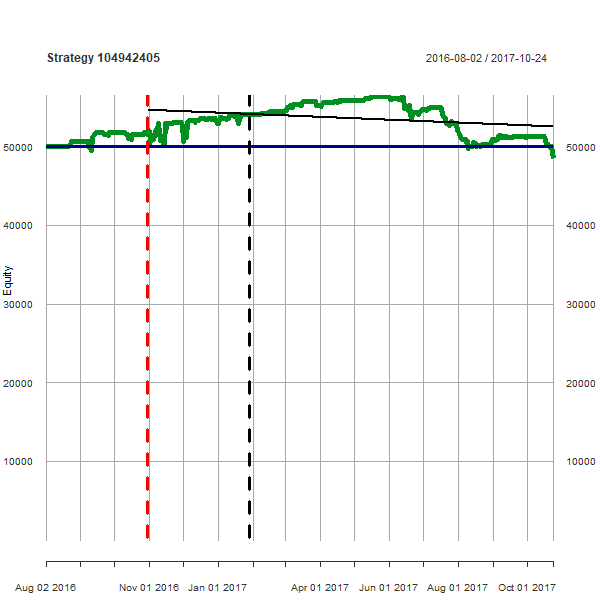 Strategy 104942405
2016-08-02 / 2017-10-24
50000
50000
40000
40000
Equity
30000
30000
20000
20000
10000
10000
Aug 02 2016
Nov 01 2016
Jan 01 2017
Apr 01 2017
Jun 01 2017
Aug 01 2017
Oct 01 2017